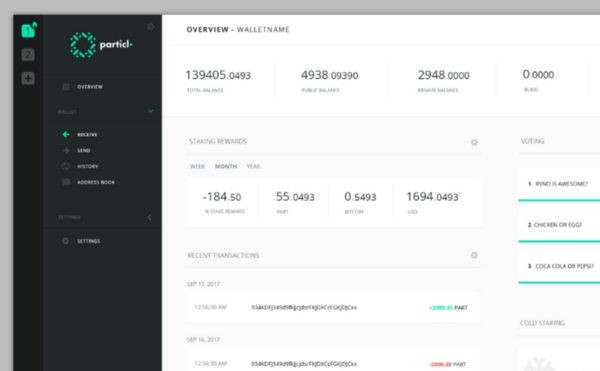 1
2
particl
OVERVIEW
WALLET
RECEIVE
SEND
HISTORY
ADDRESS BOOK
SETTINGS
SETTINGS
OVERVIEW - WALLETNAME
139405.0493
TOTAL BALANCE
4938.09390
PUBLIC BALANCE
2948.0000
PRIVATE BALANCE
0.0000
BLIND
STAKING REWARDS
WEEK MONTH YEAR
-184.50
% STAKE REWARD
55.0493
PART
0.5493
BITCOIN
1694.0493
USD
RECENT TRANSACTIONS
SEP 17, 2017
12:56:30 AM +2000.30 PART
SEP 16, 2017
12:56:30 AM -2000.30 PART
VOTING
1 RYNO IS AWESOME?
2 CHICKEN OR EGG?
3 COCA COLA OR PEPSI?
COLD STAKING